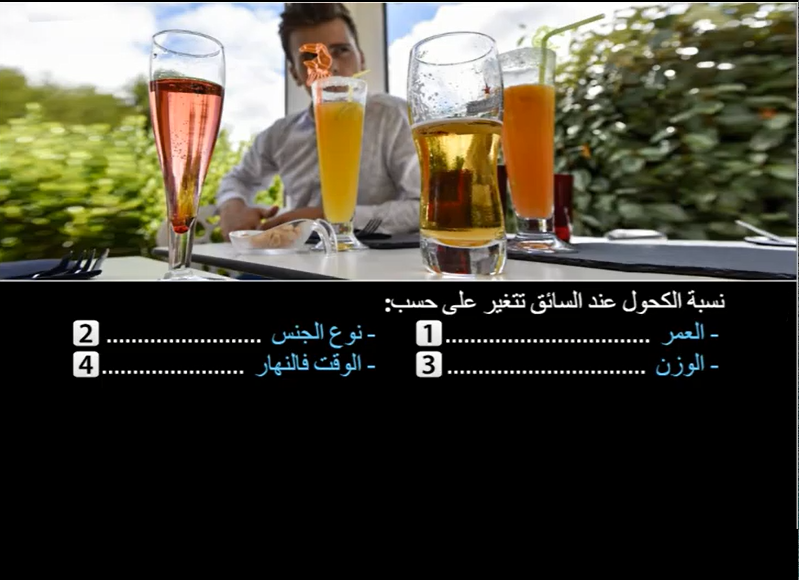 نسبة الكحول عند السائق تتغير على حسب:
- العمر ................................ 1 - نوع الجنس ........................ 2
- الوزن ............................... 3 - الوقت فالنهار ...................... 4